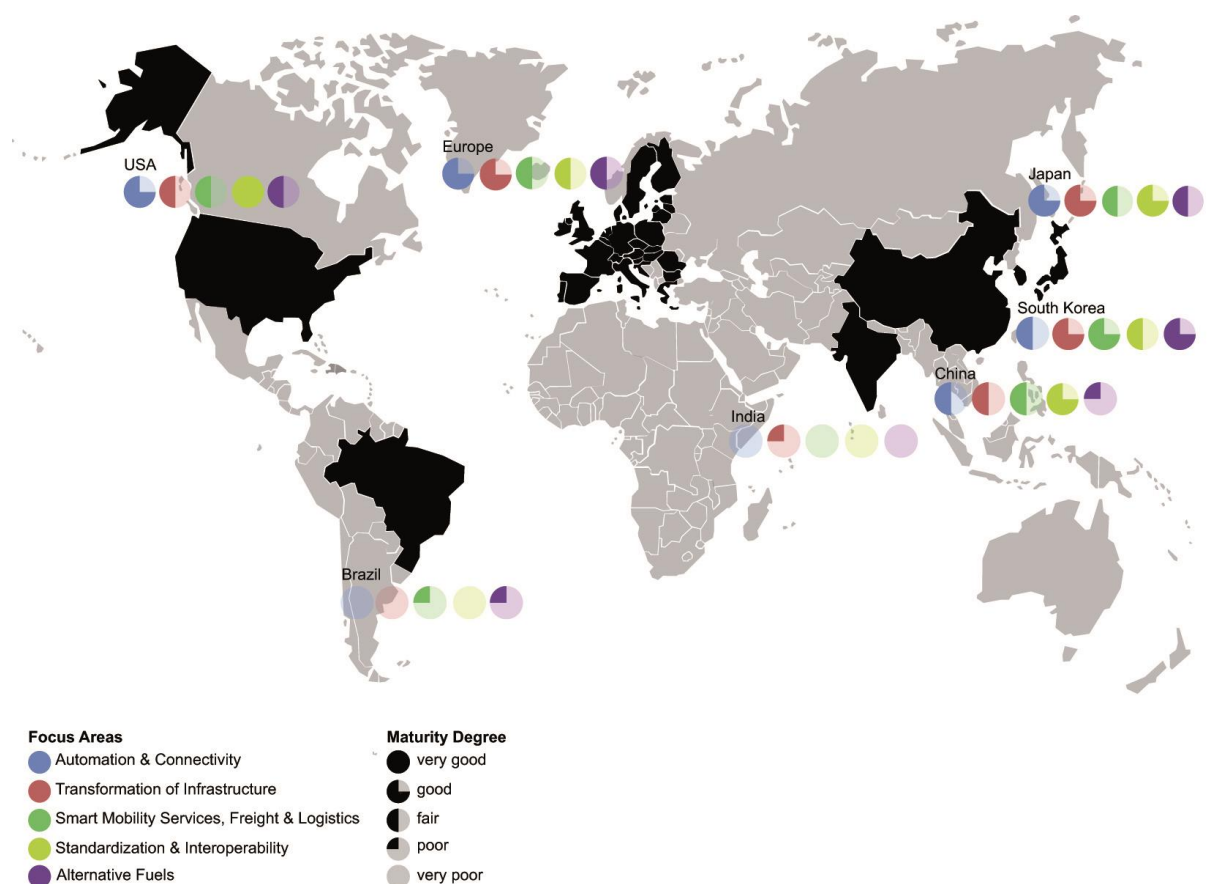 USA
Europe
Japan
South Korea
China
India
Brazil
Focus Areas
Automation & Connectivity
Transformation of Infrastructure
Smart Mobility Services, Freight & Logistics
Standardization & Interoperability
Alternative Fuels
Maturity Degree
very good
good
fair
poor
very poor